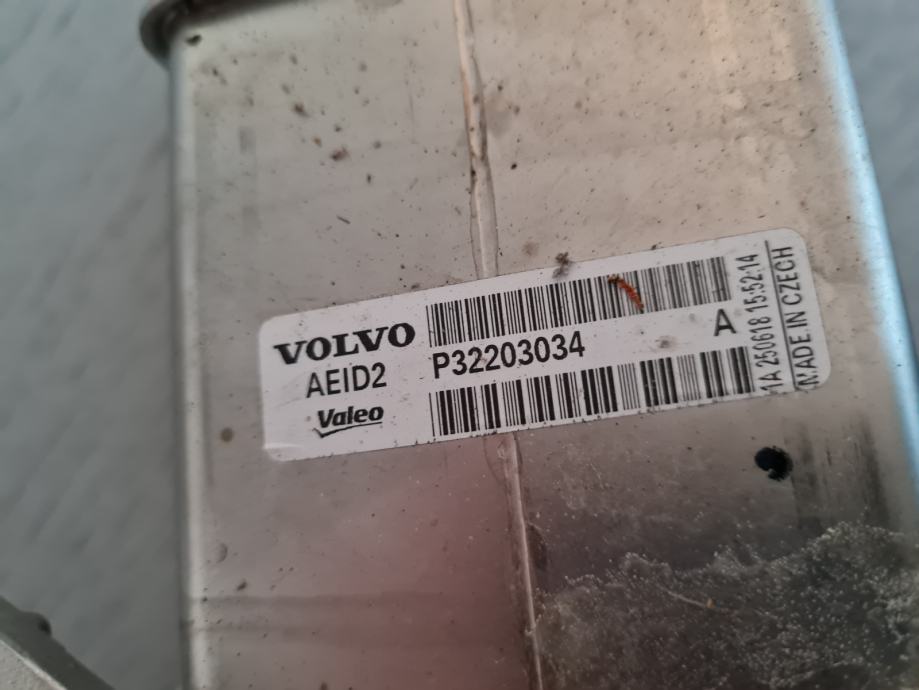 VOLVO
AEID2
Valeo
P32203034
A
1A 250618 15:52:14
MADE IN CZECH